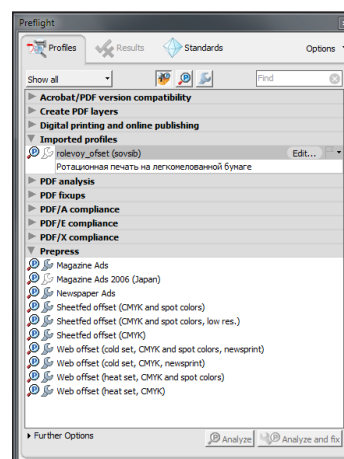 Preflight
Profiles
Results
Standards
Options
Show all
Find
Acrobat/PDF version compatibility
Create PDF layers
Digital printing and online publishing
Imported profiles
rolevoy_ofset (sovsib)
Edit...
Ротационная печать на легкомелованной бумаге
PDF analysis
PDF fixups
PDF/A compliance
PDF/E compliance
PDF/X compliance
Prepress
Magazine Ads
Magazine Ads 2006 (Japan)
Newspaper Ads
Sheetfed offset (CMYK and spot colors)
Sheetfed offset (CMYK and spot colors, low res.)
Sheetfed offset (CMYK)
Web offset (cold set, CMYK and spot colors, newsprint)
Web offset (cold set, CMYK, newsprint)
Web offset (heat set, CMYK and spot colors)
Web offset (heat set, CMYK)
Further Options
Analyze
Analyze and fix